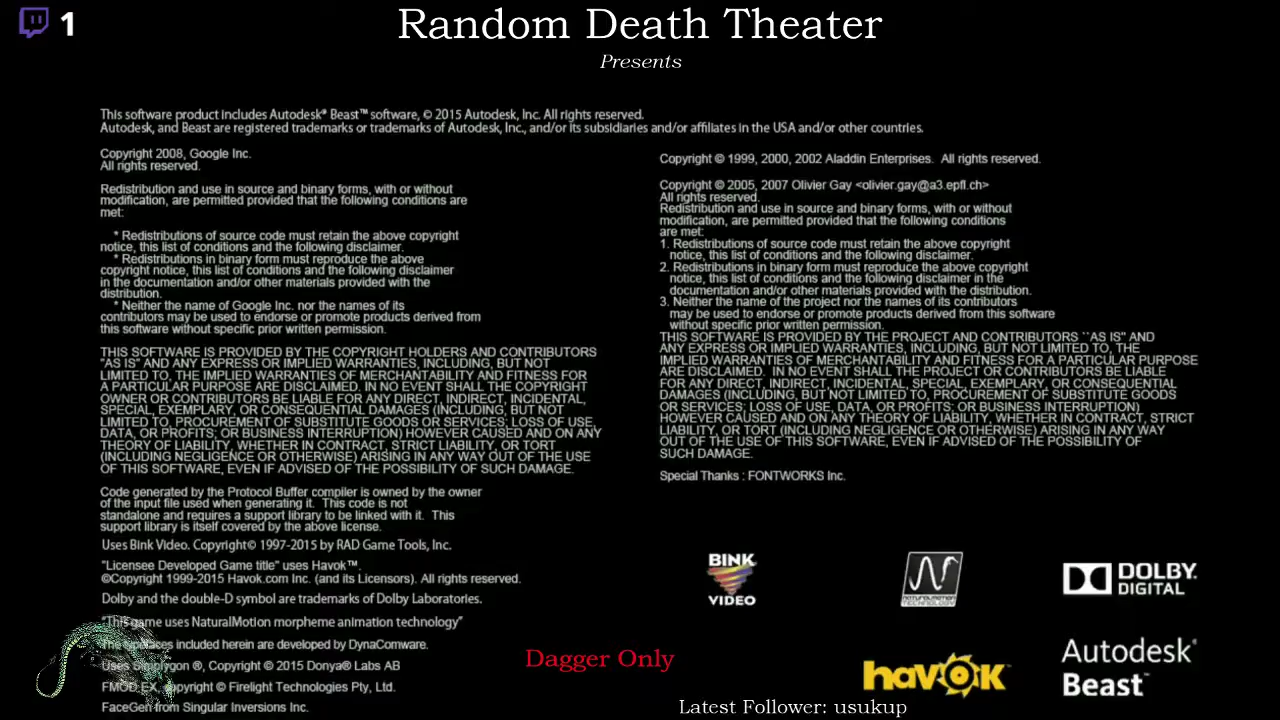 1
Random Death Theater
Presents
This software product includes Autodesk® Beast™ software, © 2015 Autodesk, Inc. All rights reserved.
Autodesk, and Beast are registered trademarks or trademarks of Autodesk, Inc., and/or its subsidiaries and/or affiliates in the USA and/or other countries.
Copyright 2008, Google Inc.
All rights reserved.
Redistribution and use in source and binary forms, with or without
modification, are permitted provided that the following conditions are
met:
* Redistributions of source code must retain the above copyright
notice, this list of conditions and the following disclaimer.
* Redistributions in binary form must reproduce the above
copyright notice, this list of conditions and the following disclaimer
in the documentation and/or other materials provided with the
distribution.
* Neither the name of Google Inc. nor the names of its
contributors may be used to endorse or promote products derived from
this software without specific prior written permission.
THIS SOFTWARE IS PROVIDED BY THE COPYRIGHT HOLDERS AND CONTRIBUTORS
"AS IS" AND ANY EXPRESS OR IMPLIED WARRANTIES, INCLUDING, BUT NOT
LIMITED TO, THE IMPLIED WARRANTIES OF MERCHANTABILITY AND FITNESS FOR
A PARTICULAR PURPOSE ARE DISCLAIMED. IN NO EVENT SHALL THE COPYRIGHT
OWNER OR CONTRIBUTORS BE LIABLE FOR ANY DIRECT, INDIRECT, INCIDENTAL,
SPECIAL, EXEMPLARY, OR CONSEQUENTIAL DAMAGES (INCLUDING, BUT NOT
LIMITED TO, PROCUREMENT OF SUBSTITUTE GOODS OR SERVICES; LOSS OF USE,
DATA, OR PROFITS; OR BUSINESS INTERRUPTION) HOWEVER CAUSED AND ON ANY
THEORY OF LIABILITY, WHETHER IN CONTRACT, STRICT LIABILITY, OR TORT
(INCLUDING NEGLIGENCE OR OTHERWISE) ARISING IN ANY WAY OUT OF THE USE
OF THIS SOFTWARE, EVEN IF ADVISED OF THE POSSIBILITY OF SUCH DAMAGE.
Code generated by the Protocol Buffer compiler is owned by the owner
of the input file used when generating it. This code is not
standalone and requires a support library to be linked with it. This
support library is itself covered by the above license.
Uses Bink Video. Copyright© 1997-2015 by RAD Game Tools, Inc.
"Licensee Developed Game title" uses Havok™.
©Copyright 1999-2015 Havok.com Inc. (and its Licensors). All rights reserved.
Dolby and the double-D symbol are trademarks of Dolby Laboratories.
"This game uses NaturalMotion morpheme animation technology"
The typefaces included herein are developed by DynaComware.
Uses Simplygon ®, Copyright © 2015 Donya® Labs AB
FMOD EX, copyright © Firelight Technologies Pty, Ltd.
FaceGen from Singular Inversions Inc.
Copyright © 1999, 2000, 2002 Aladdin Enterprises. All rights reserved.
Copyright © 2005, 2007 Olivier Gay <olivier.gay@a3.epfl.ch>
All rights reserved.
Redistribution and use in source and binary forms, with or without
modification, are permitted provided that the following conditions
are met:
1. Redistributions of source code must retain the above copyright
notice, this list of conditions and the following disclaimer.
2. Redistributions in binary form must reproduce the above copyright
notice, this list of conditions and the following disclaimer in the
documentation and/or other materials provided with the distribution.
3. Neither the name of the project nor the names of its contributors
may be used to endorse or promote products derived from this software
without specific prior written permission.
THIS SOFTWARE IS PROVIDED BY THE PROJECT AND CONTRIBUTORS ``AS IS'' AND
ANY EXPRESS OR IMPLIED WARRANTIES, INCLUDING, BUT NOT LIMITED TO, THE
IMPLIED WARRANTIES OF MERCHANTABILITY AND FITNESS FOR A PARTICULAR PURPOSE
ARE DISCLAIMED. IN NO EVENT SHALL THE PROJECT OR CONTRIBUTORS BE LIABLE
FOR ANY DIRECT, INDIRECT, INCIDENTAL, SPECIAL, EXEMPLARY, OR CONSEQUENTIAL
DAMAGES (INCLUDING, BUT NOT LIMITED TO, PROCUREMENT OF SUBSTITUTE GOODS
OR SERVICES; LOSS OF USE, DATA, OR PROFITS; OR BUSINESS INTERRUPTION)
HOWEVER CAUSED AND ON ANY THEORY OF LIABILITY, WHETHER IN CONTRACT, STRICT
LIABILITY, OR TORT (INCLUDING NEGLIGENCE OR OTHERWISE) ARISING IN ANY WAY
OUT OF THE USE OF THIS SOFTWARE, EVEN IF ADVISED OF THE POSSIBILITY OF
SUCH DAMAGE.
Special Thanks : FONTWORKS Inc.
BINK
VIDEO
NATURALMOTION
TECHNOLOGY
DOLBY
DIGITAL
Dagger Only
havok™
Autodesk®
Beast™
Latest Follower: usukup